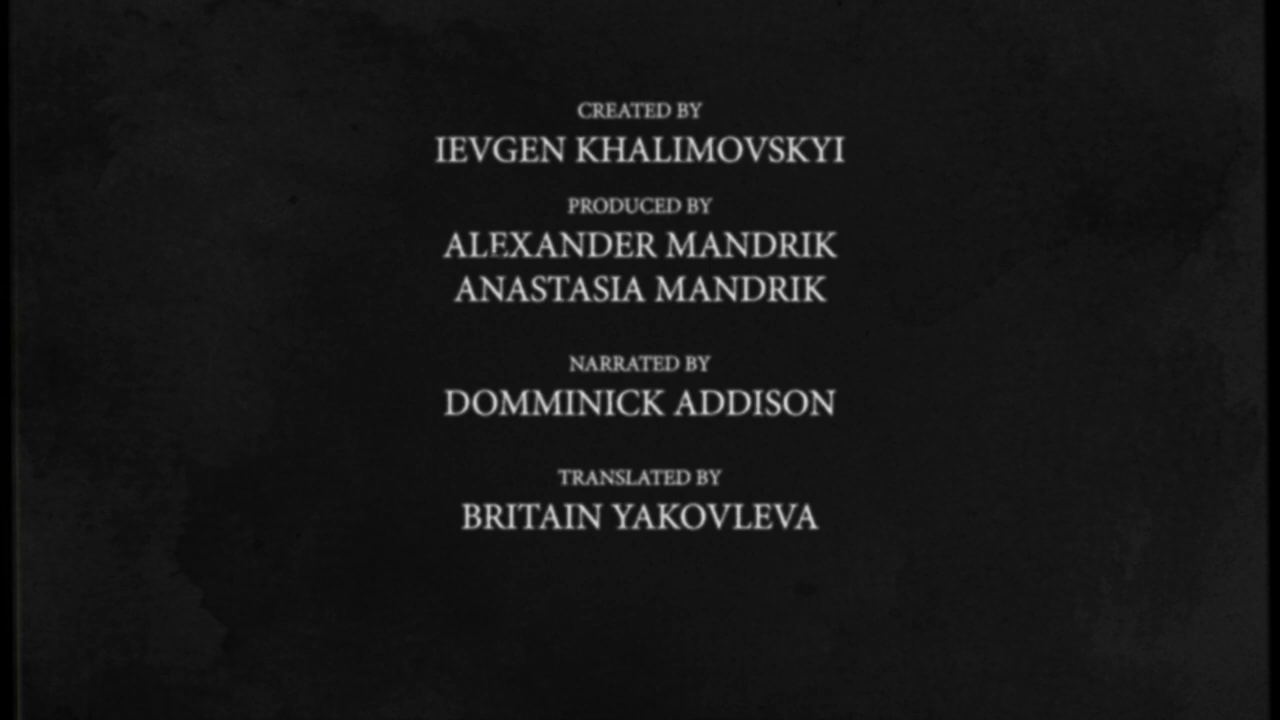 CREATED BY
IEVGEN KHALIMOVSKYI
PRODUCED BY
ALEXANDER MANDRIK
ANASTASIA MANDRIK
NARRATED BY
DOMMINICK ADDISON
TRANSLATED BY
BRITAIN YAKOVLEVA